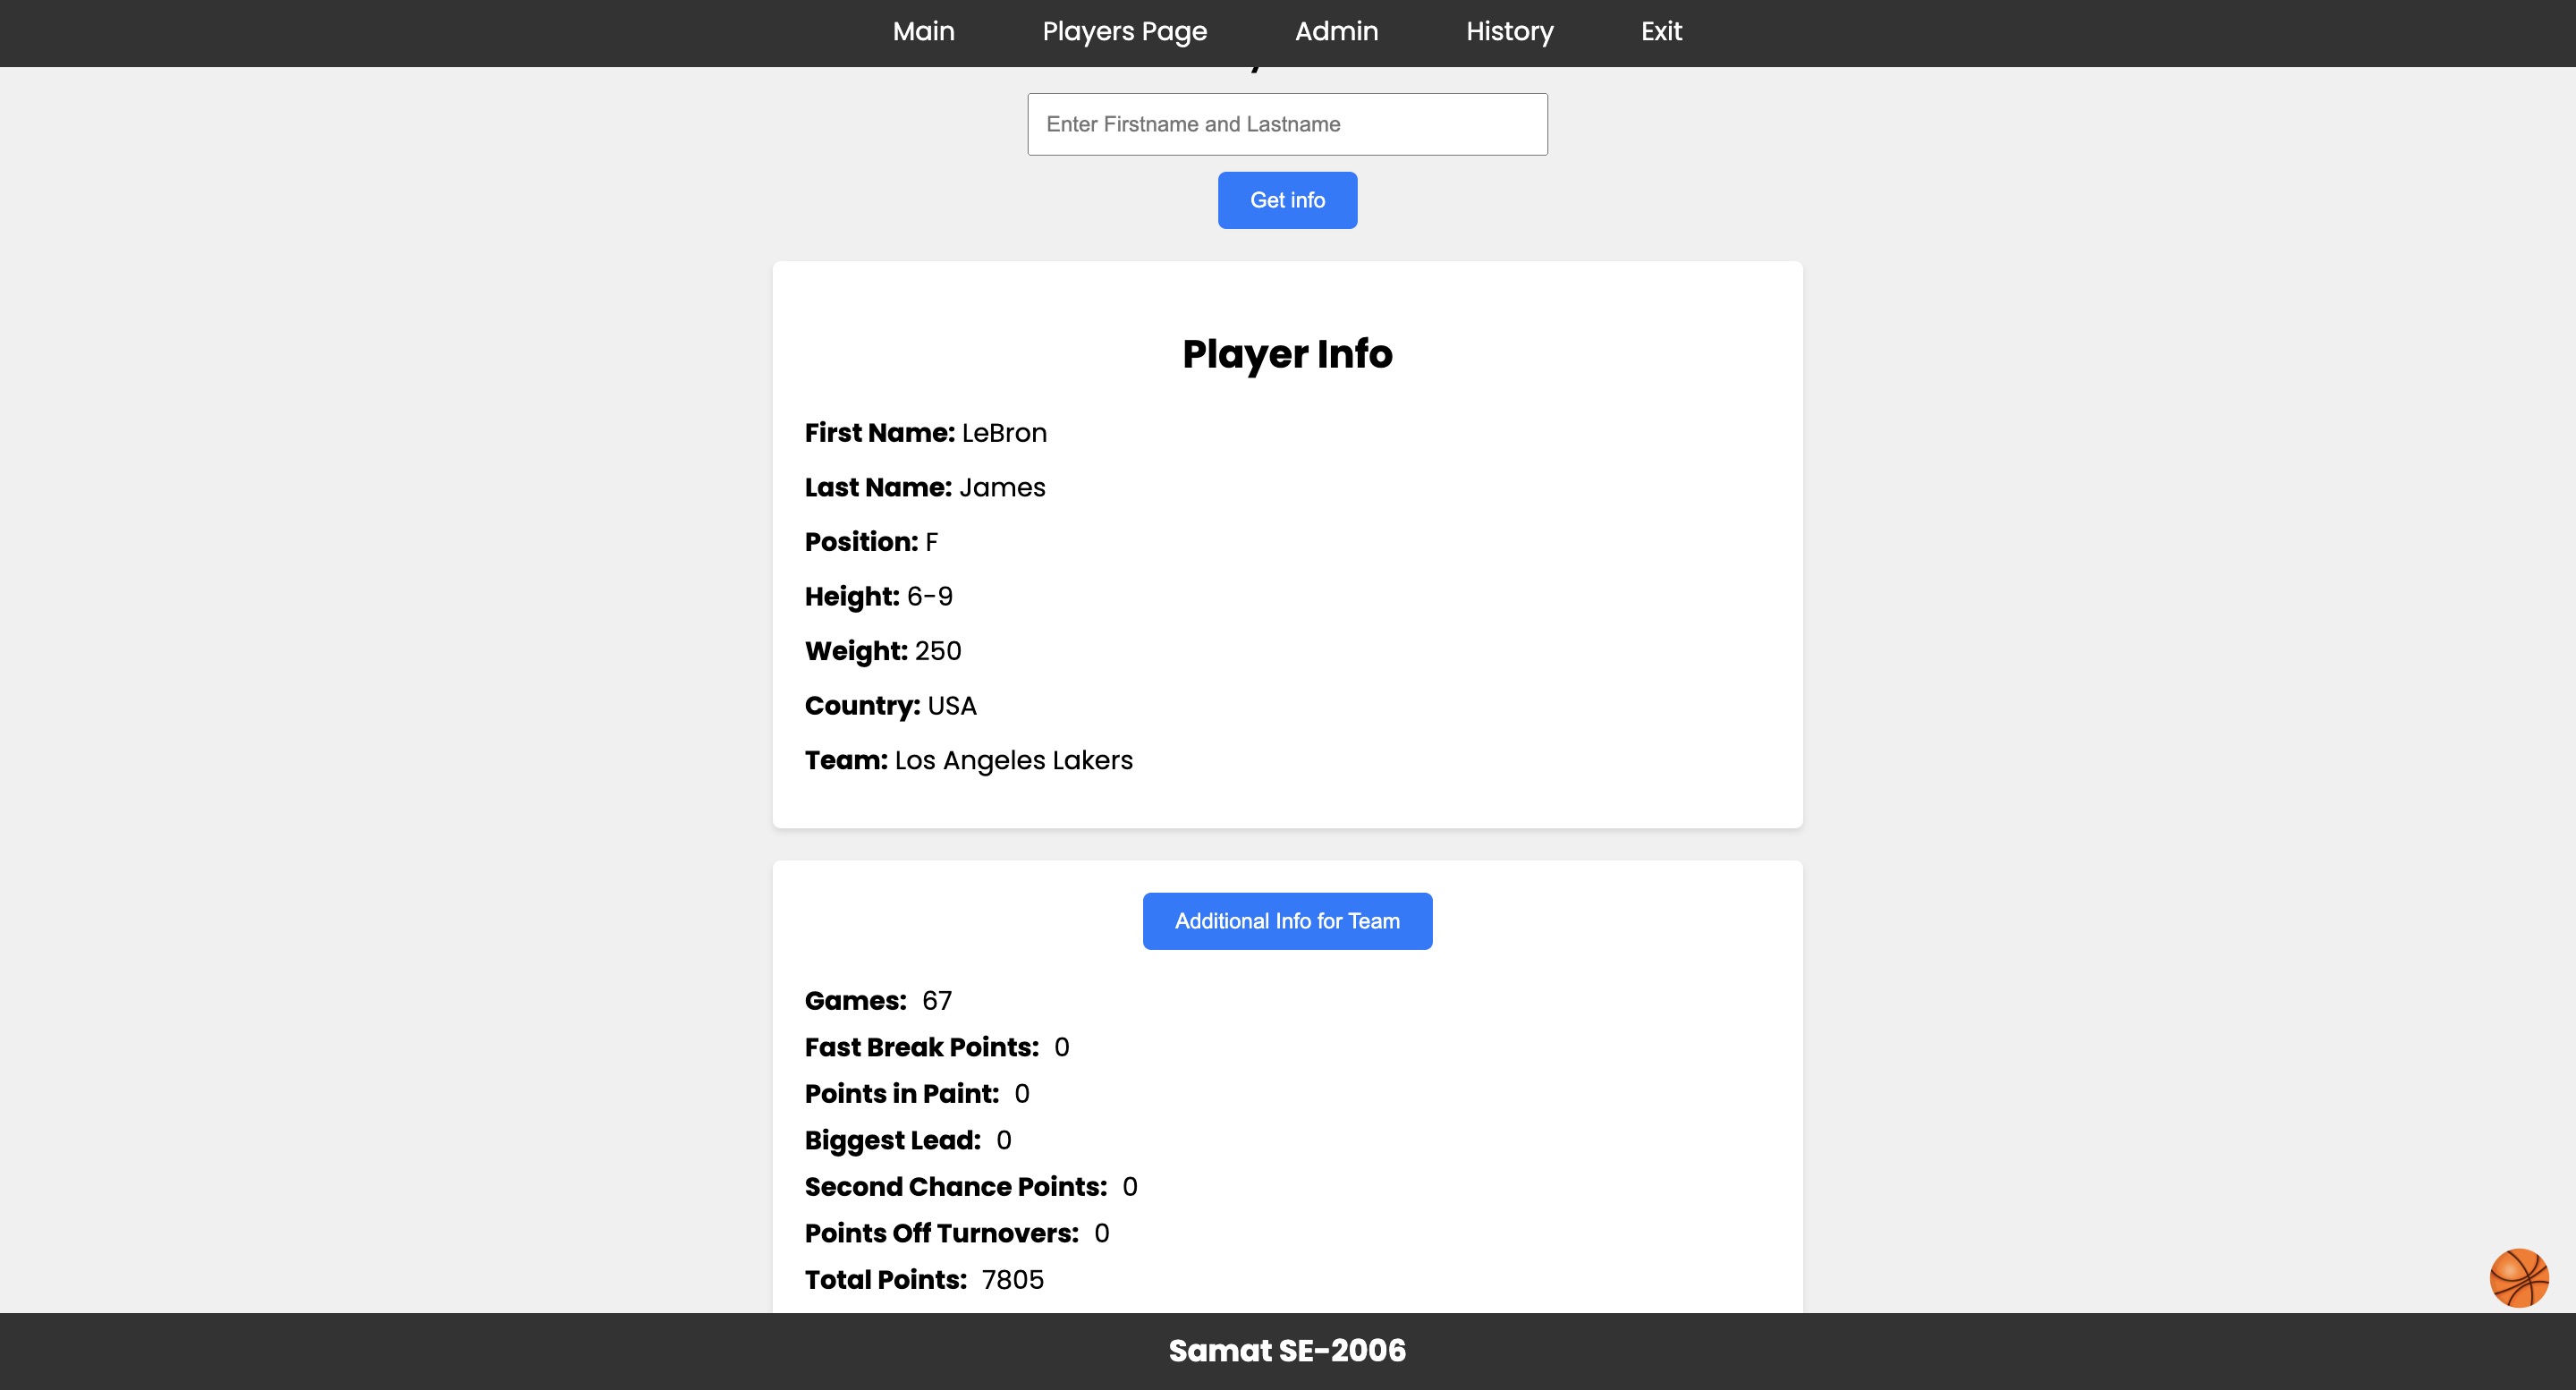 Main Players Page Admin History Exit
Enter Firstname and Lastname
Get info
Player Info
First Name: LeBron
Last Name: James
Position: F
Height: 6-9
Weight: 250
Country: USA
Team: Los Angeles Lakers
Additional Info for Team
Games: 67
Fast Break Points: 0
Points in Paint: 0
Biggest Lead: 0
Second Chance Points: 0
Points Off Turnovers: 0
Total Points: 7805
Samat SE-2006